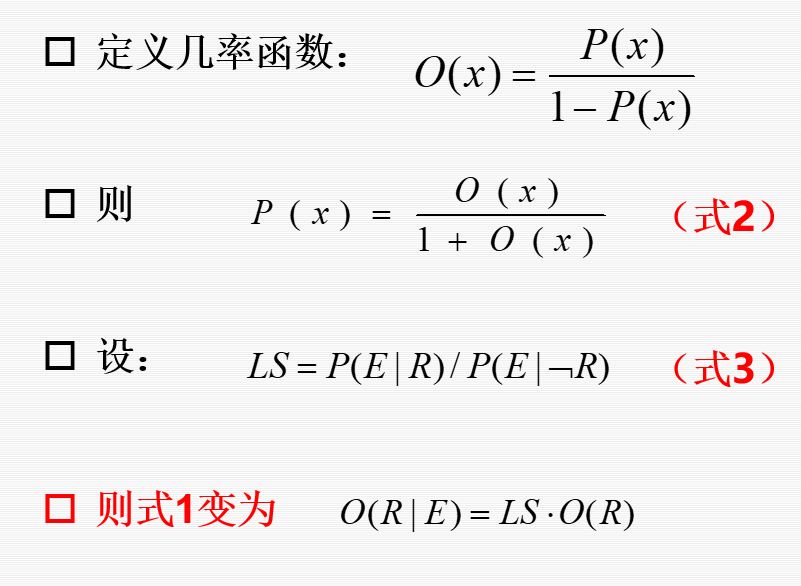 定义几率函数： O(x) = P(x) / 1 − P(x)
则 P ( x ) = O ( x ) / 1 + O ( x ) （式2）
设： LS = P(E | R) / P(E | ¬R) （式3）
则式1变为 O(R | E) = LS · O(R)